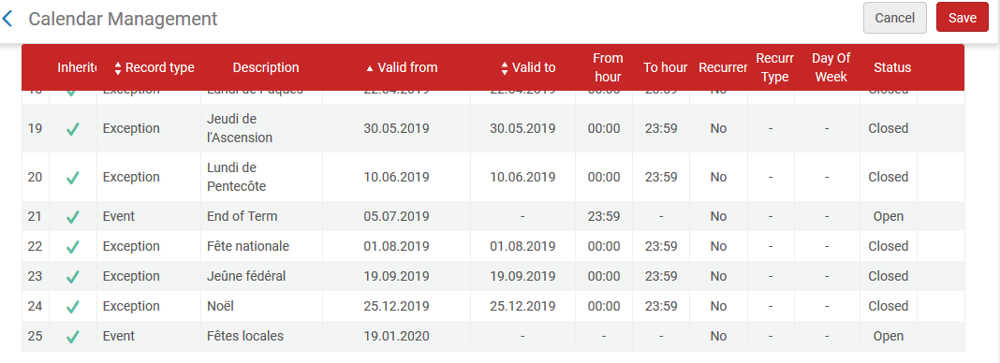 Calendar Management
Cancel
Save
Inherite Record type Description Valid from Valid to From hour To hour Recurren Recurr Type Day Of Week Status
18 Exception Lundi de Pâques 22.04.2019 22.04.2019 00:00 23:59 No - - Closed
19 Exception Jeudi de l'Ascension 30.05.2019 30.05.2019 00:00 23:59 No - - Closed
20 Exception Lundi de Pentecôte 10.06.2019 10.06.2019 00:00 23:59 No - - Closed
21 Event End of Term 05.07.2019 - 23:59 - No - - Open
22 Exception Fête nationale 01.08.2019 01.08.2019 00:00 23:59 No - - Closed
23 Exception Jeûne fédéral 19.09.2019 19.09.2019 00:00 23:59 No - - Closed
24 Exception Noël 25.12.2019 25.12.2019 00:00 23:59 No - - Closed
25 Event Fêtes locales 19.01.2020 - - - No - - Open